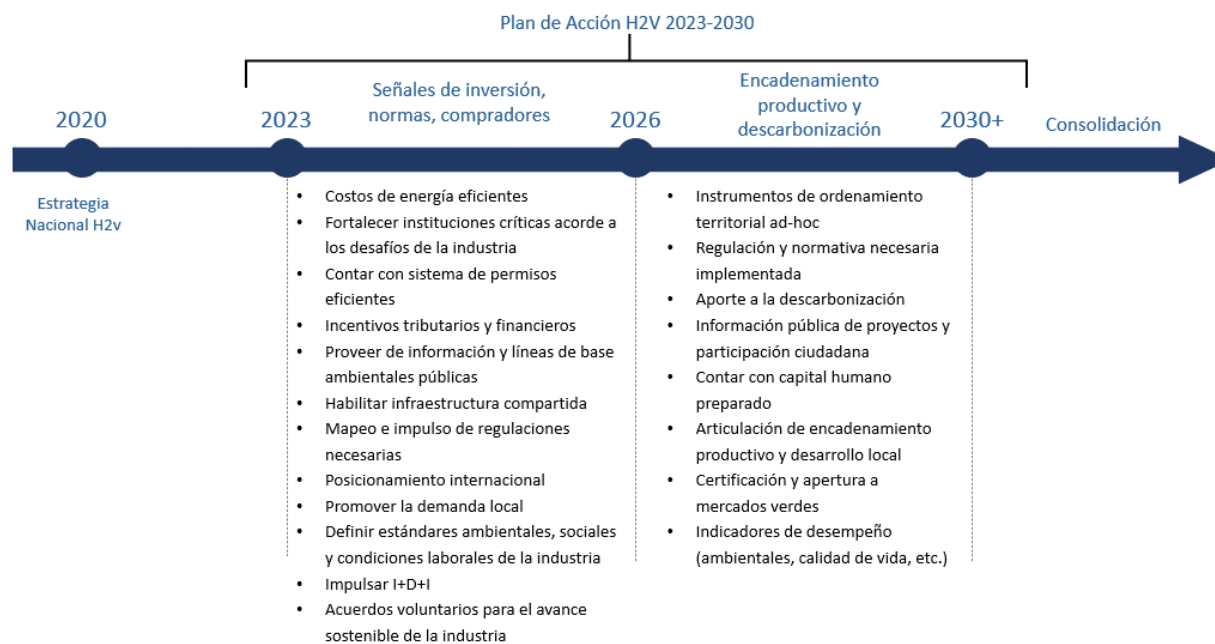 Plan de Acción H2V 2023-2030
Señales de inversión,
normas, compradores
Encadenamiento
productivo y
descarbonización
2020
2023
2026
2030+
Consolidación
Estrategia
Nacional H2v
• Costos de energía eficientes
• Fortalecer instituciones críticas acorde a
los desafíos de la industria
• Contar con sistema de permisos
eficientes
• Incentivos tributarios y financieros
• Proveer de información y líneas de base
ambientales públicas
• Habilitar infraestructura compartida
• Mapeo e impulso de regulaciones
necesarias
• Posicionamiento internacional
• Promover la demanda local
• Definir estándares ambientales, sociales
y condiciones laborales de la industria
• Impulsar I+D+I
• Acuerdos voluntarios para el avance
sostenible de la industria
• Instrumentos de ordenamiento
territorial ad-hoc
• Regulación y normativa necesaria
implementada
• Aporte a la descarbonización
• Información pública de proyectos y
participación ciudadana
• Contar con capital humano
preparado
• Articulación de encadenamiento
productivo y desarrollo local
• Certificación y apertura a
mercados verdes
• Indicadores de desempeño
(ambientales, calidad de vida, etc.)